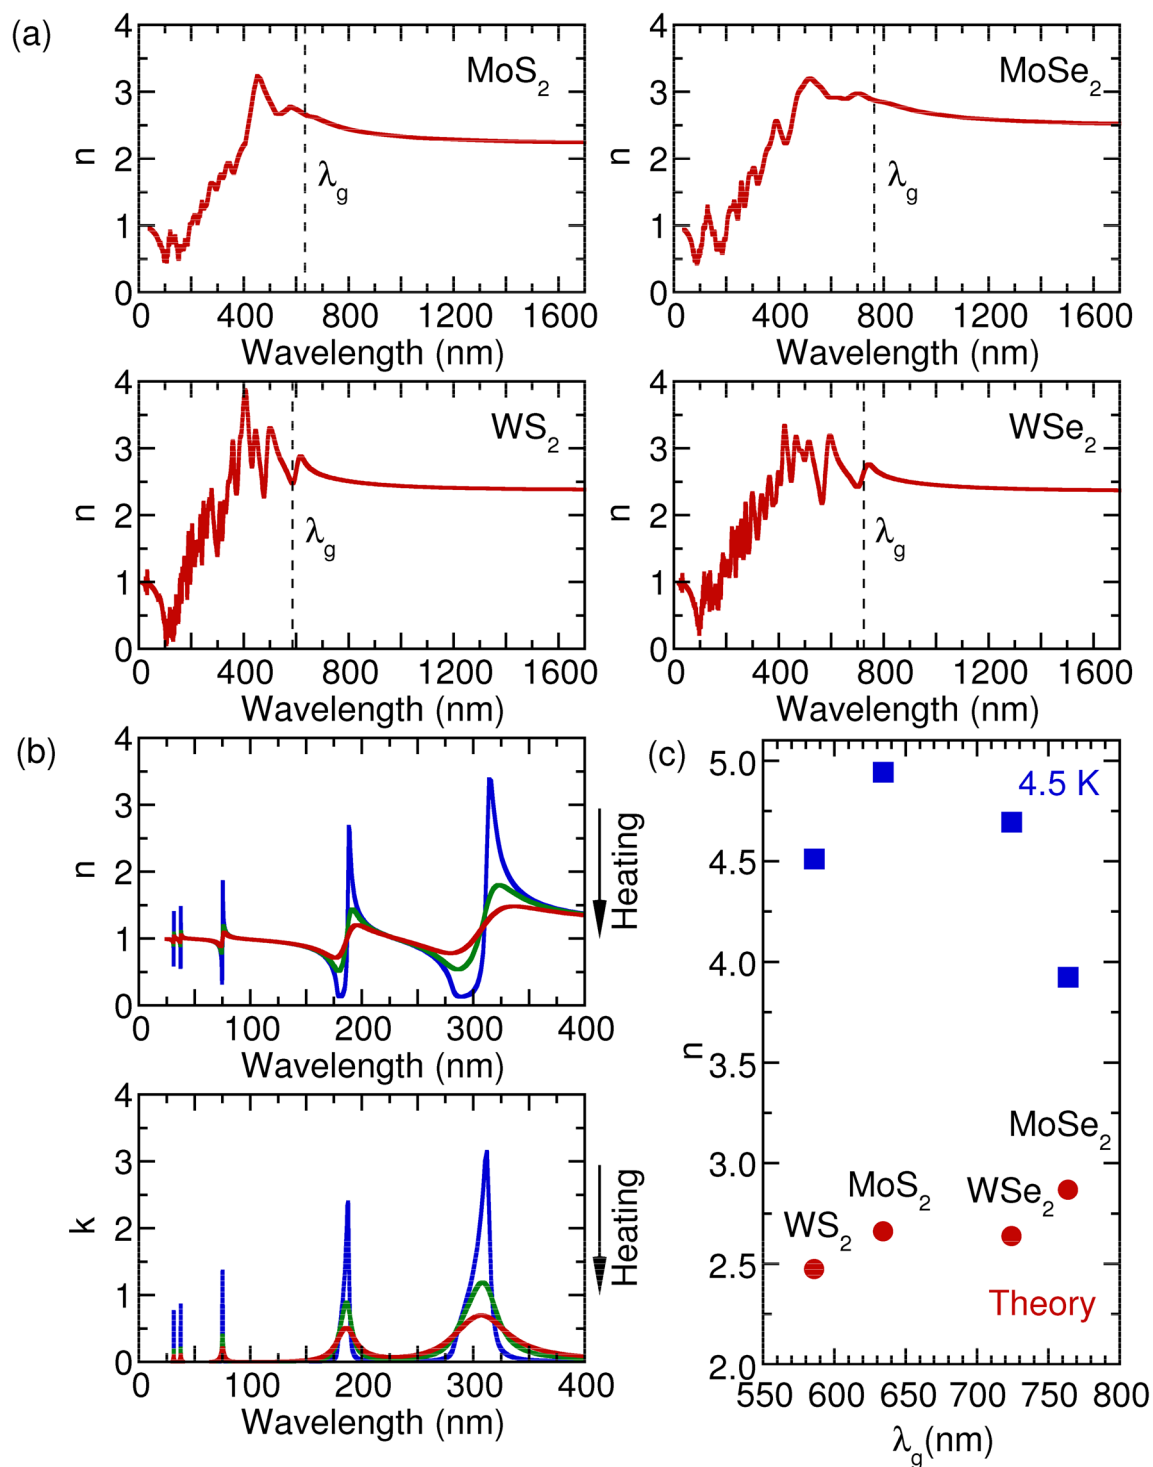 (a)
4
3
2
1
0
n
MoS2
λg
0 400 800 1200 1600
Wavelength (nm)
4
3
2
1
0
n
MoSe2
λg
0 400 800 1200 1600
Wavelength (nm)
4
3
2
1
0
n
WS2
λg
0 400 800 1200 1600
Wavelength (nm)
4
3
2
1
0
n
WSe2
λg
0 400 800 1200 1600
Wavelength (nm)
(b)
4
3
2
1
0
n
Heating
0 100 200 300 400
Wavelength (nm)
4
3
2
1
0
k
Heating
0 100 200 300 400
Wavelength (nm)
(c)
5.0
4.5
4.0
3.5
3.0
2.5
2.0
n
4.5 K
MoSe2
MoS2
WSe2
WS2
Theory
550 600 650 700 750 800
λg(nm)